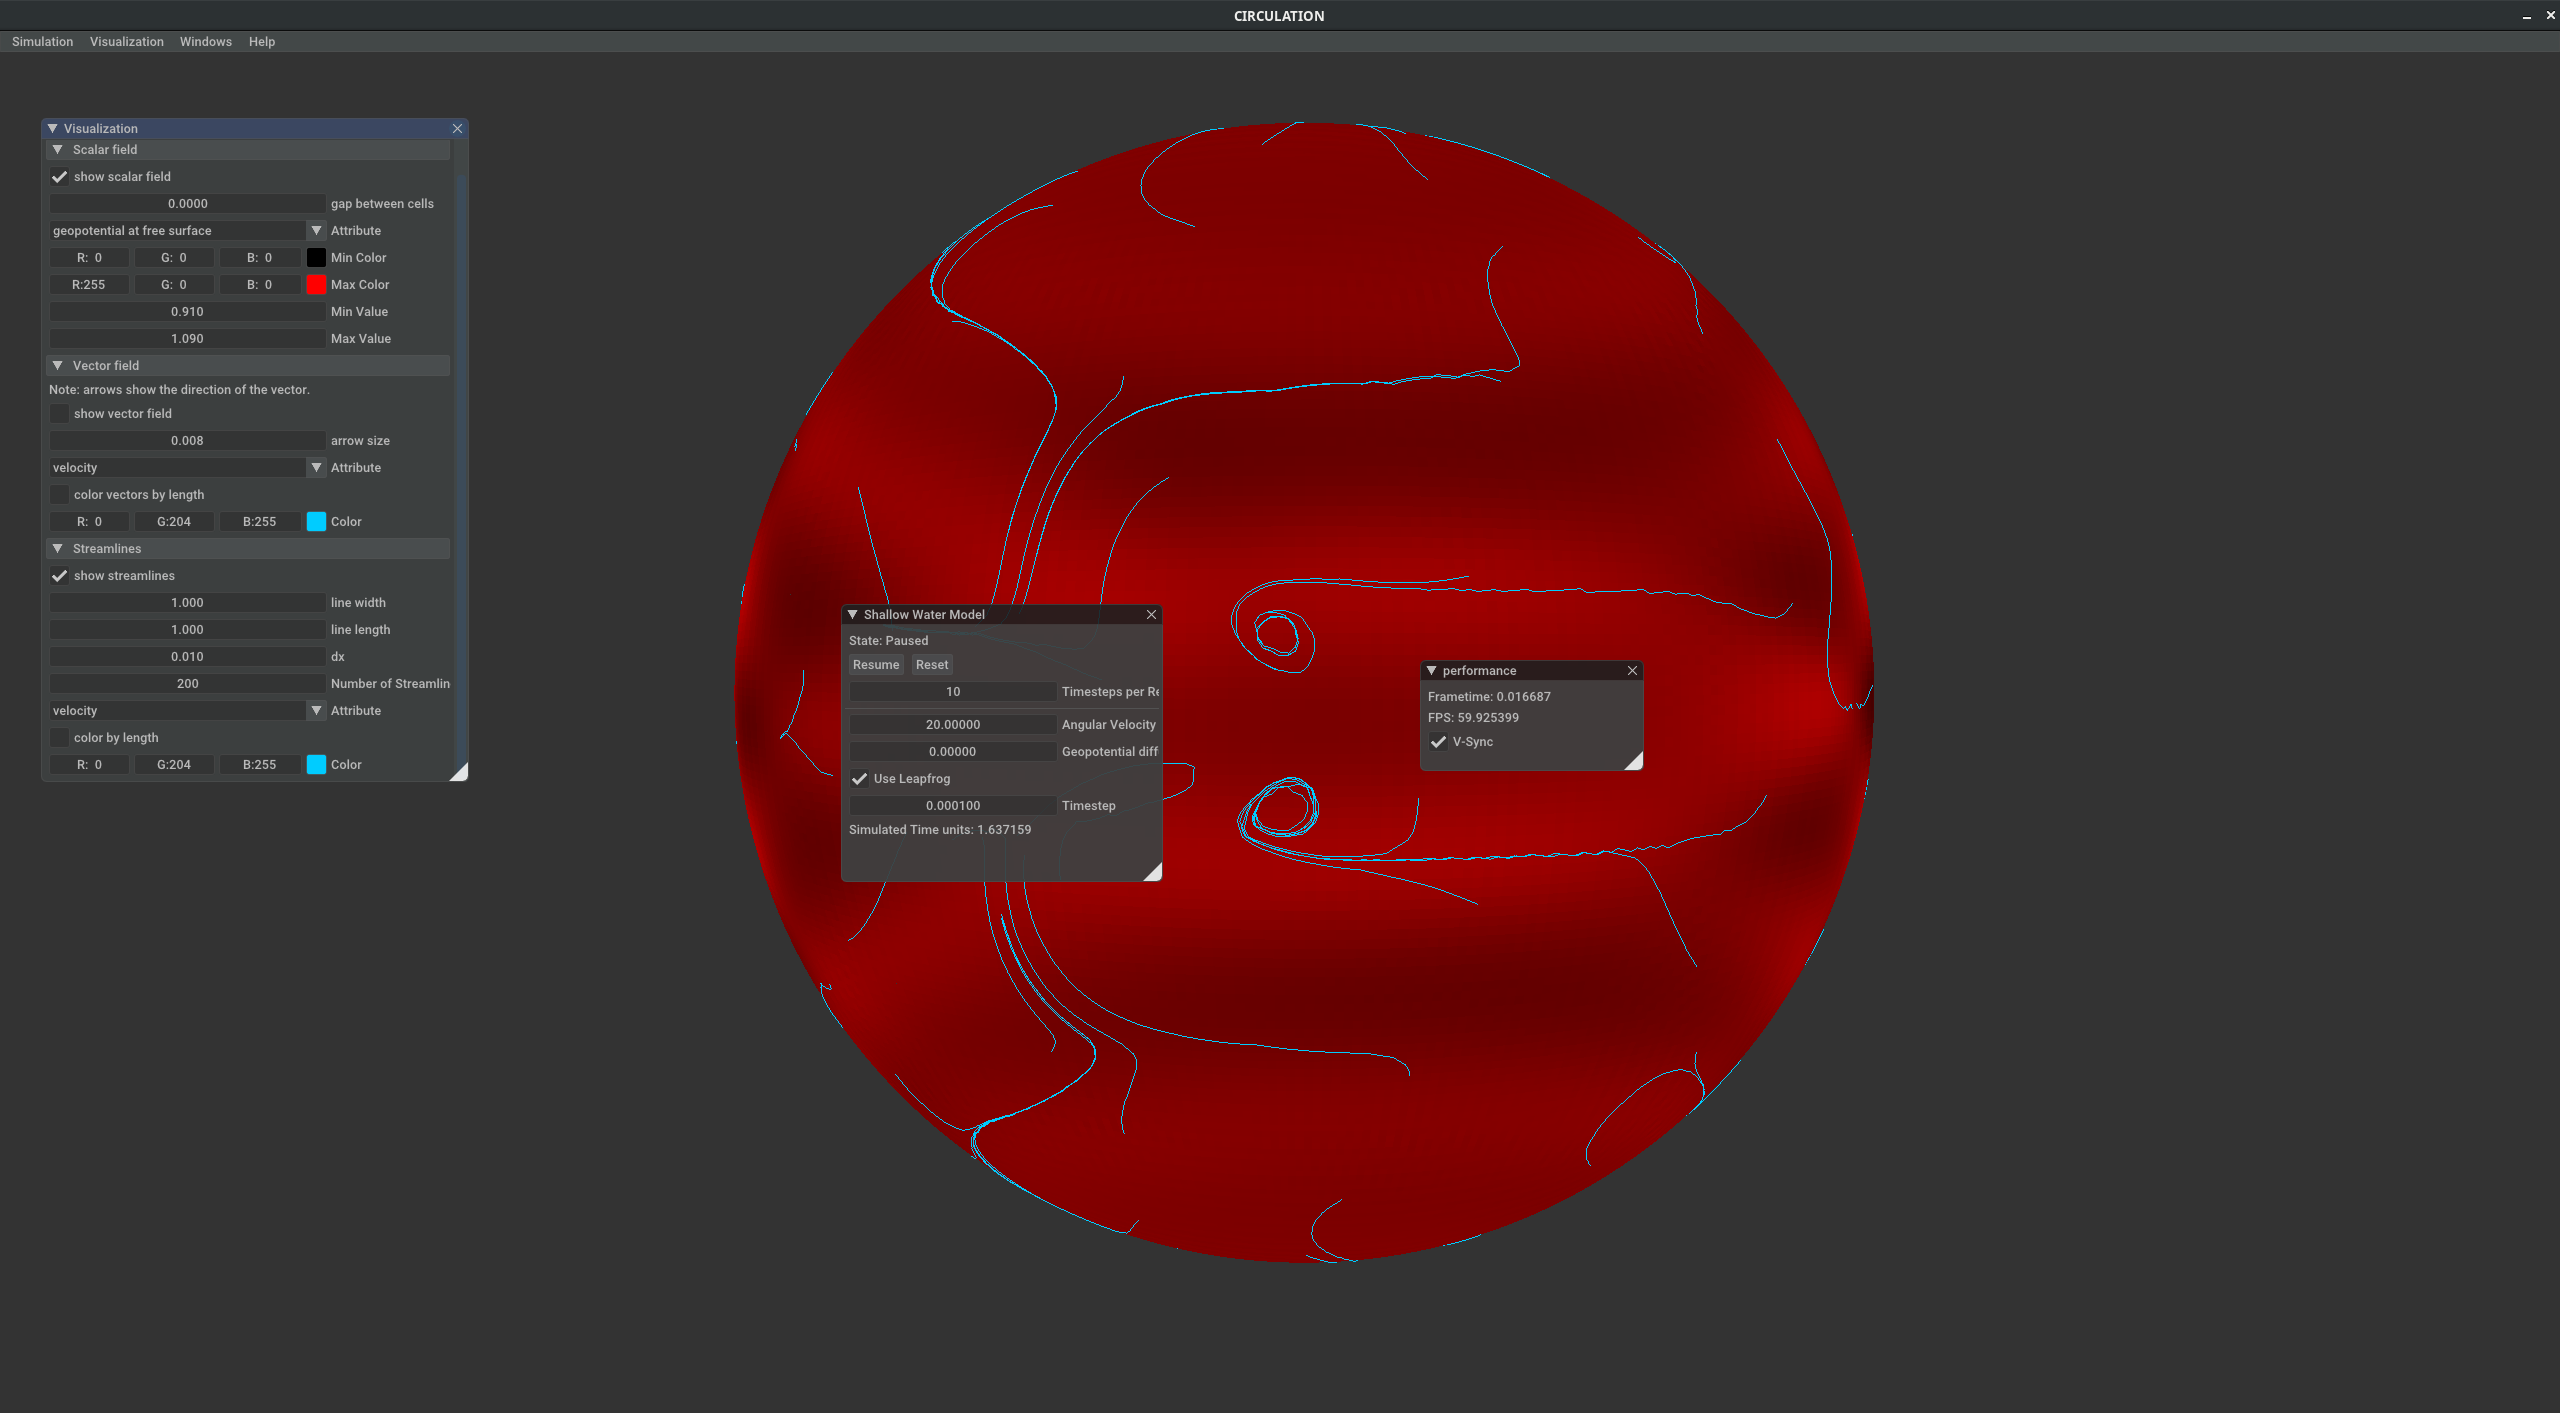 CIRCULATION
Simulation Visualization Windows Help
Visualization
Scalar field
show scalar field
0.0000 gap between cells
geopotential at free surface Attribute
R: 0 G: 0 B: 0 Min Color
R:255 G: 0 B: 0 Max Color
0.910 Min Value
1.090 Max Value
Vector field
Note: arrows show the direction of the vector.
show vector field
0.008 arrow size
velocity Attribute
color vectors by length
R: 0 G:204 B:255 Color
Streamlines
show streamlines
1.000 line width
1.000 line length
0.010 dx
200 Number of Streamlin
velocity Attribute
color by length
R: 0 G:204 B:255 Color
Shallow Water Model
State: Paused
Resume Reset
10 Timesteps per Re
20.00000 Angular Velocity
0.00000 Geopotential diff
Use Leapfrog
0.000100 Timestep
Simulated Time units: 1.637159
performance
Frametime: 0.016687
FPS: 59.925399
V-Sync